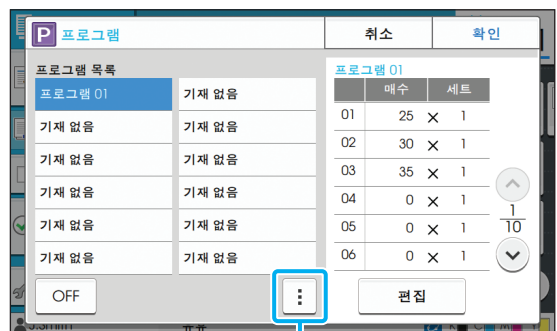 P 프로그램 취소 확인
프로그램 목록 프로그램 01
매수 세트
프로그램 01 기재 없음
기재 없음 기재 없음
기재 없음 기재 없음
기재 없음 기재 없음
기재 없음 기재 없음
기재 없음 기재 없음
01 25 × 1
02 30 × 1
03 35 × 1
04 0 × 1
05 0 × 1
06 0 × 1
1
10
OFF 편집